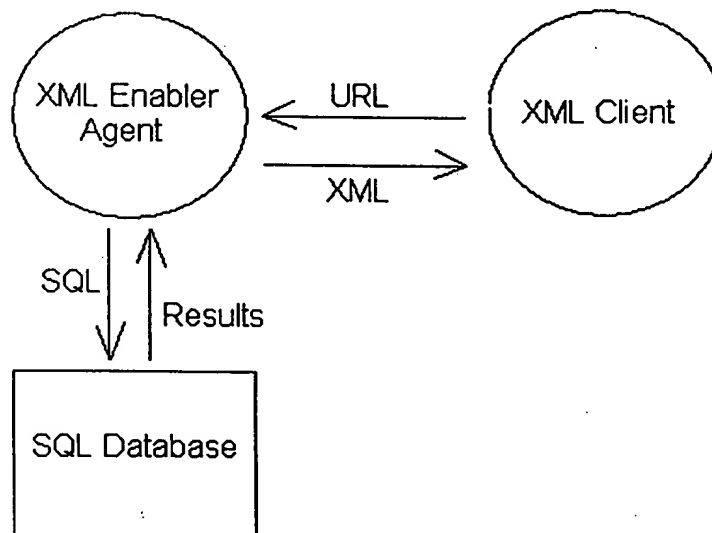 XML Enabler
Agent
URL
XML Client
XML
SQL
Results
SQL Database